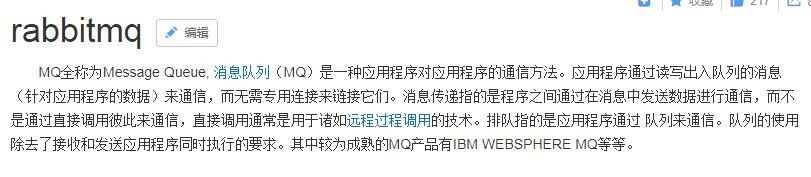 收藏 217
rabbitmq 编辑
MQ全称为Message Queue, 消息队列（MQ）是一种应用程序对应用程序的通信方法。应用程序通过读写出入队列的消息
（针对应用程序的数据）来通信，而无需专用连接来链接它们。消息传递指的是程序之间通过在消息中发送数据进行通信，而不
是通过直接调用彼此来通信，直接调用通常是用于诸如远程过程调用的技术。排队指的是应用程序通过 队列来通信。队列的使用
除去了接收和发送应用程序同时执行的要求。其中较为成熟的MQ产品有IBM WEBSPHERE MQ等等。